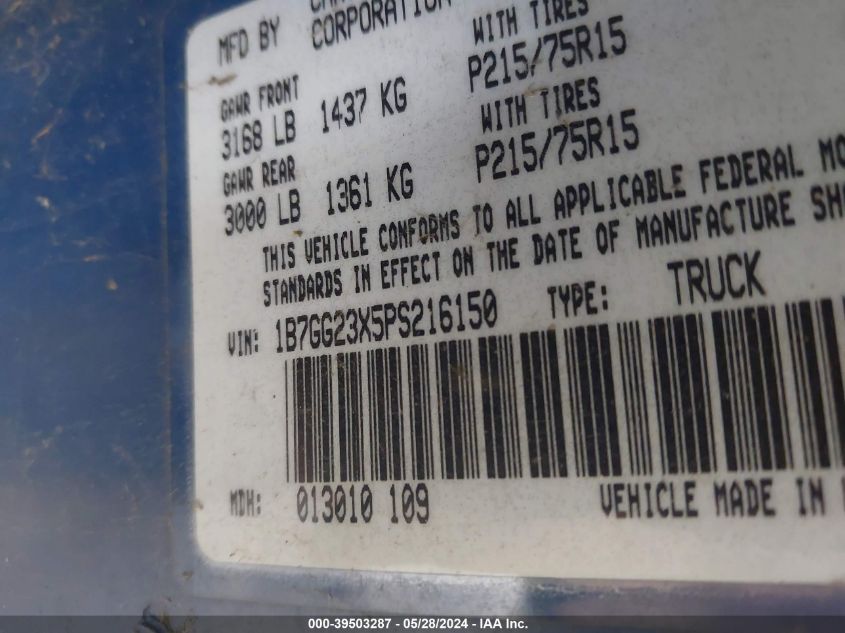 MFD BY
CORPORATION
WITH TIRES
GAWR FRONT
3168 LB 1437 KG P215/75R15
GAWR REAR WITH TIRES
3000 LB 1361 KG P215/75R15
THIS VEHICLE CONFORMS TO ALL APPLICABLE FEDERAL MO
STANDARDS IN EFFECT ON THE DATE OF MANUFACTURE SH
VIN: 1B7GG23X5PS216150 TYPE: TRUCK
MDH: 013010 109 VEHICLE MADE IN
000-39503287 - 05/28/2024 - IAA Inc.